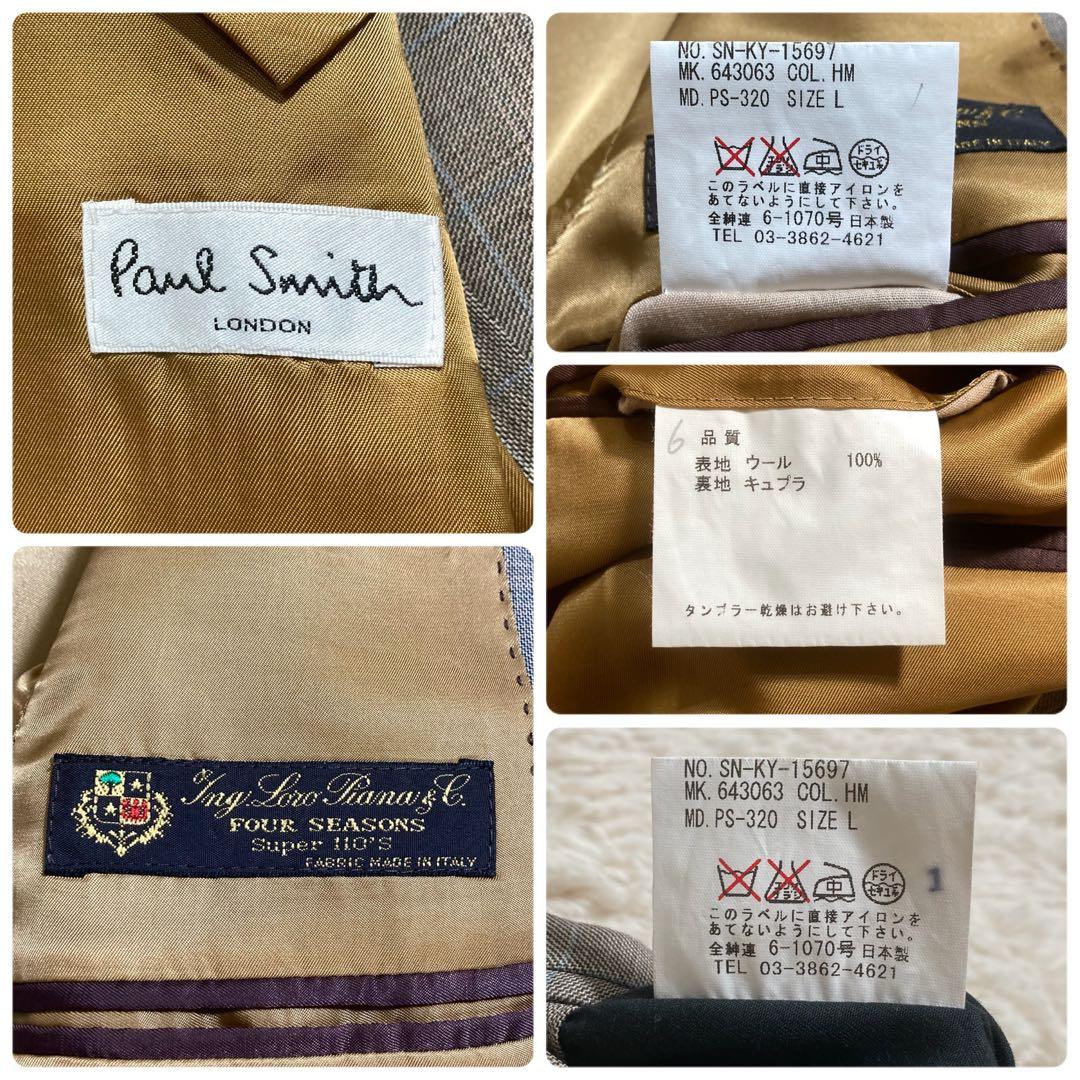 Paul Smith
LONDON
NO. SN-KY-15697
MK. 643063 COL. HM
MD. PS-320 SIZE L
エンソ
ドライ
セキユ系
このラベルに直接アイロンを
あてないようにして下さい。
全紳連 6-1070号 日本製
TEL 03-3862-4621
MADE IN ITALY
6 品質
表地 ウール 100%
裏地 キュプラ
タンブラー乾燥はお避け下さい。
Ing. Loro Piana & C.
FOUR SEASONS
Super 110'S
FABRIC MADE IN ITALY
NO. SN-KY-15697
MK. 643063 COL. HM
MD. PS-320 SIZE L
中
ドライ
セキユ系
1
このラベルに直接アイロンを
あてないようにして下さい。
全紳連 6-1070号 日本製
TEL 03-3862-4621